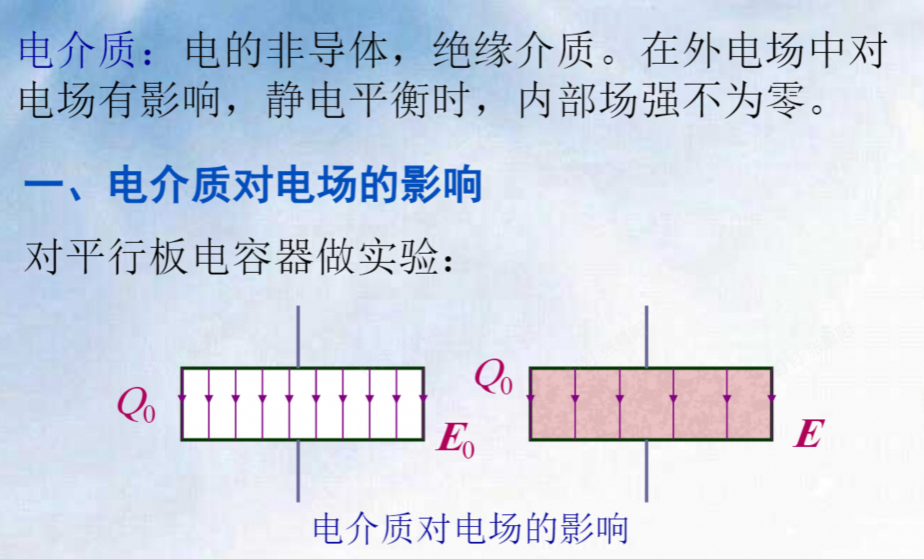 电介质：电的非导体，绝缘介质。在外电场中对
电场有影响，静电平衡时，内部场强不为零。
一、电介质对电场的影响
对平行板电容器做实验：
Q0
E0
Q0
E
电介质对电场的影响